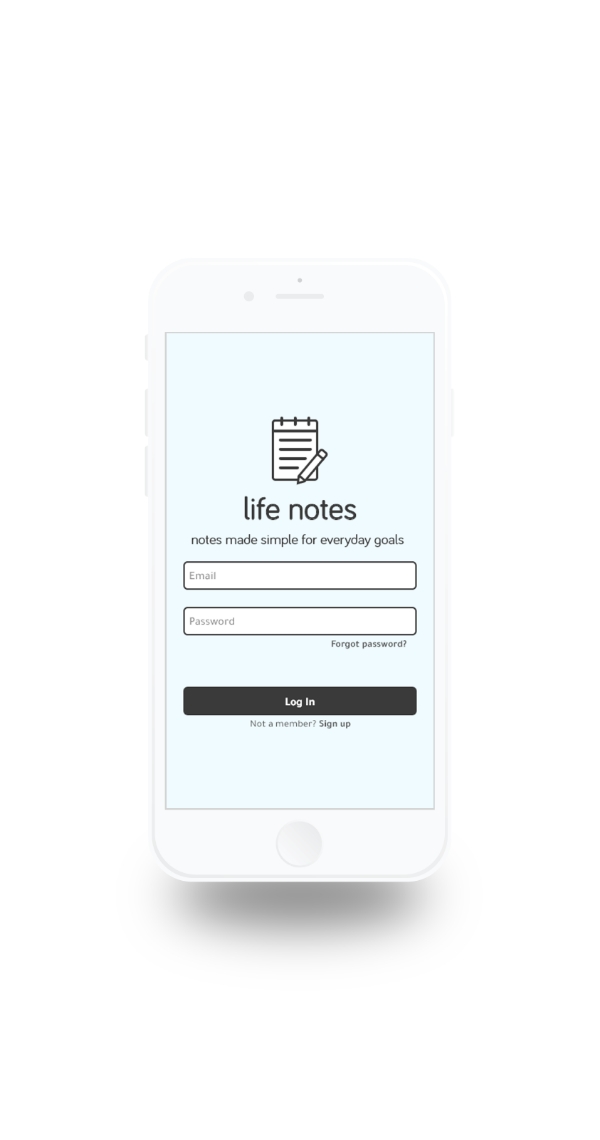 life notes
notes made simple for everyday goals
Email
Password
Forgot password?
Log In
Not a member? Sign up